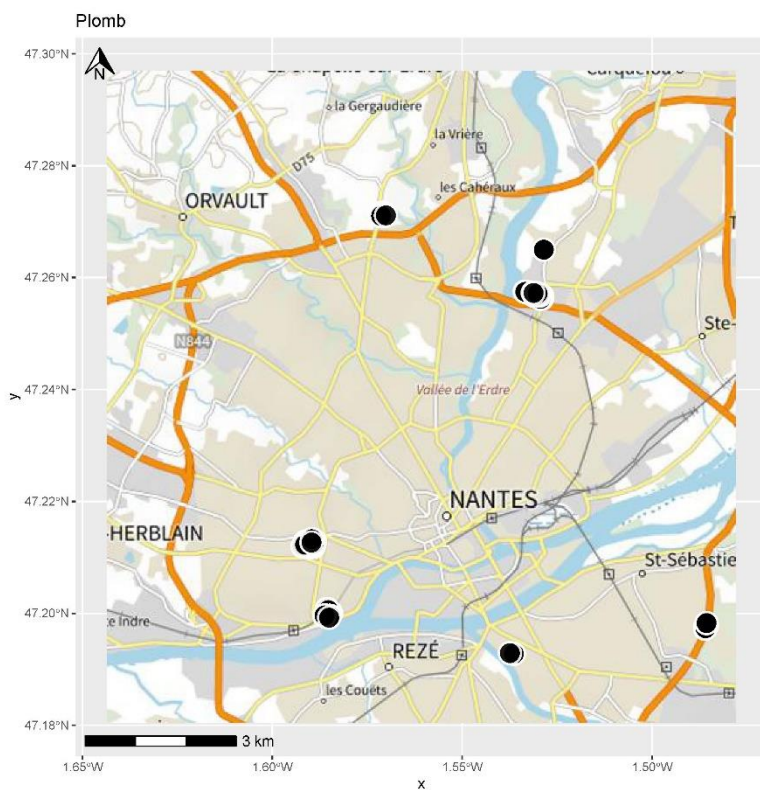 Plomb
47.30°N
N
la Gergaudière
la Vrière
D75
47.28°N
les Cahéraux
ORVAULT
47.26°N
N844
Ste-
47.24°N
Vallée de l'Erdre
y
47.22°N
NANTES
-HERBLAIN
St-Sébastie
47.20°N
te Indre
REZÉ
les Couëts
47.18°N
3 km
1.65°W
1.60°W
1.55°W
1.50°W
x